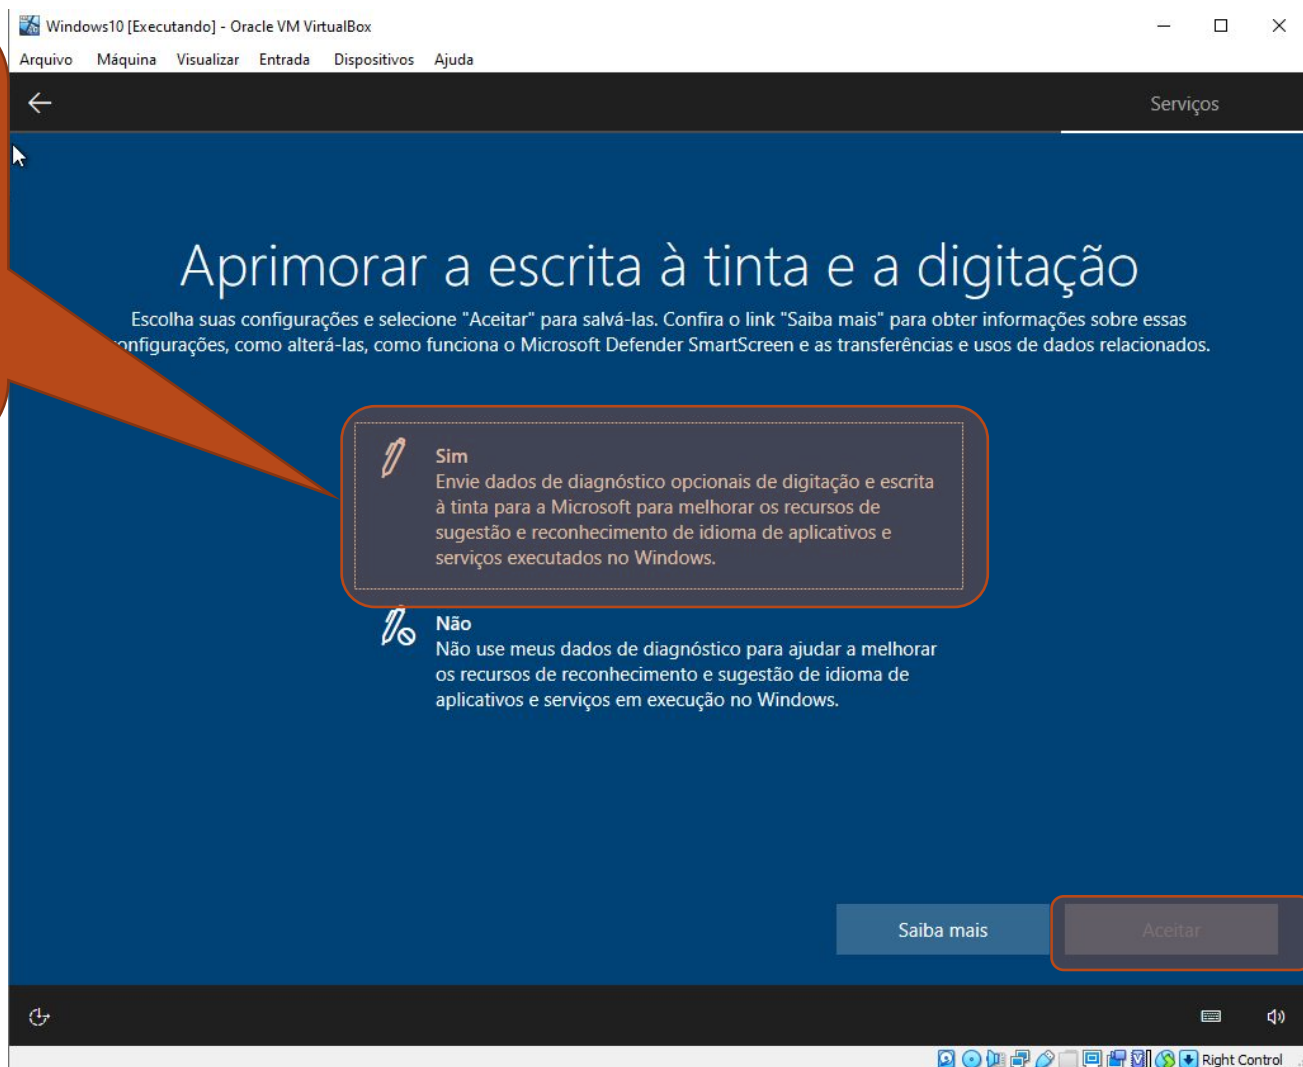 Windows10 [Executando] - Oracle VM VirtualBox
Arquivo Máquina Visualizar Entrada Dispositivos Ajuda
Serviços
Aprimorar a escrita à tinta e a digitação
Escolha suas configurações e selecione "Aceitar" para salvá-las. Confira o link "Saiba mais" para obter informações sobre essas
onfigurações, como alterá-las, como funciona o Microsoft Defender SmartScreen e as transferências e usos de dados relacionados.
Sim
Envie dados de diagnóstico opcionais de digitação e escrita
à tinta para a Microsoft para melhorar os recursos de
sugestão e reconhecimento de idioma de aplicativos e
serviços executados no Windows.
Não
Não use meus dados de diagnóstico para ajudar a melhorar
os recursos de reconhecimento e sugestão de idioma de
aplicativos e serviços em execução no Windows.
Saiba mais Aceitar
Right Control